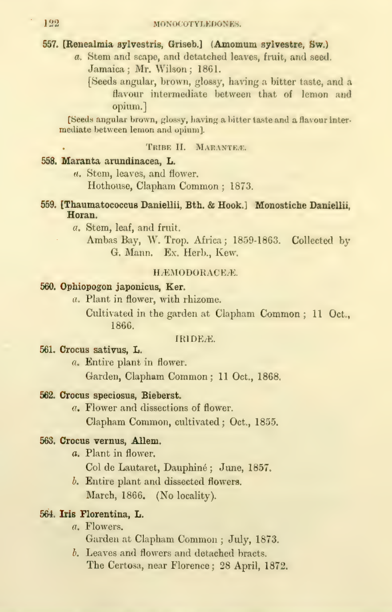 122 MONOCOTYLEDONES.
557. [Renealmia sylvestris, Griseb.] (Amomum sylvestre, Sw.)
a. Stem and scape, and detatched leaves, fruit, and seed.
Jamaica ; Mr. Wilson ; 1861.
[Seeds angular, brown, glossy, having a bitter taste, and a
flavour intermediate between that of lemon and
opium.]
[Seeds angular brown, glossy, having a bitter taste and a flavour inter-
mediate between lemon and opium].
TRIBE II. MARANTEÆ.
558. Maranta arundinacea, L.
a. Stem, leaves, and flower.
Hothouse, Clapham Common ; 1873.
559. [Thaumatococcus Daniellii, Bth. & Hook.] Monostiche Daniellii,
Horan.
a. Stem, leaf, and fruit.
Ambas Bay, W. Trop. Africa ; 1859-1863. Collected by
G. Mann. Ex. Herb., Kew.
HÆMODORACEÆ.
560. Ophiopogon japonicus, Ker.
a. Plant in flower, with rhizome.
Cultivated in the garden at Clapham Common ; 11 Oct.,
1866.
IRIDEÆ.
561. Crocus sativus, L.
a. Entire plant in flower.
Garden, Clapham Common ; 11 Oct., 1868.
562. Crocus speciosus, Bieberst.
a. Flower and dissections of flower.
Clapham Common, cultivated ; Oct., 1855.
563. Crocus vernus, Allem.
a. Plant in flower.
Col de Lautaret, Dauphiné ; June, 1857.
b. Entire plant and dissected flowers.
March, 1866. (No locality).
564. Iris Florentina, L.
a. Flowers.
Garden at Clapham Common ; July, 1873.
b. Leaves and flowers and detached bracts.
The Certosa, near Florence ; 28 April, 1872.